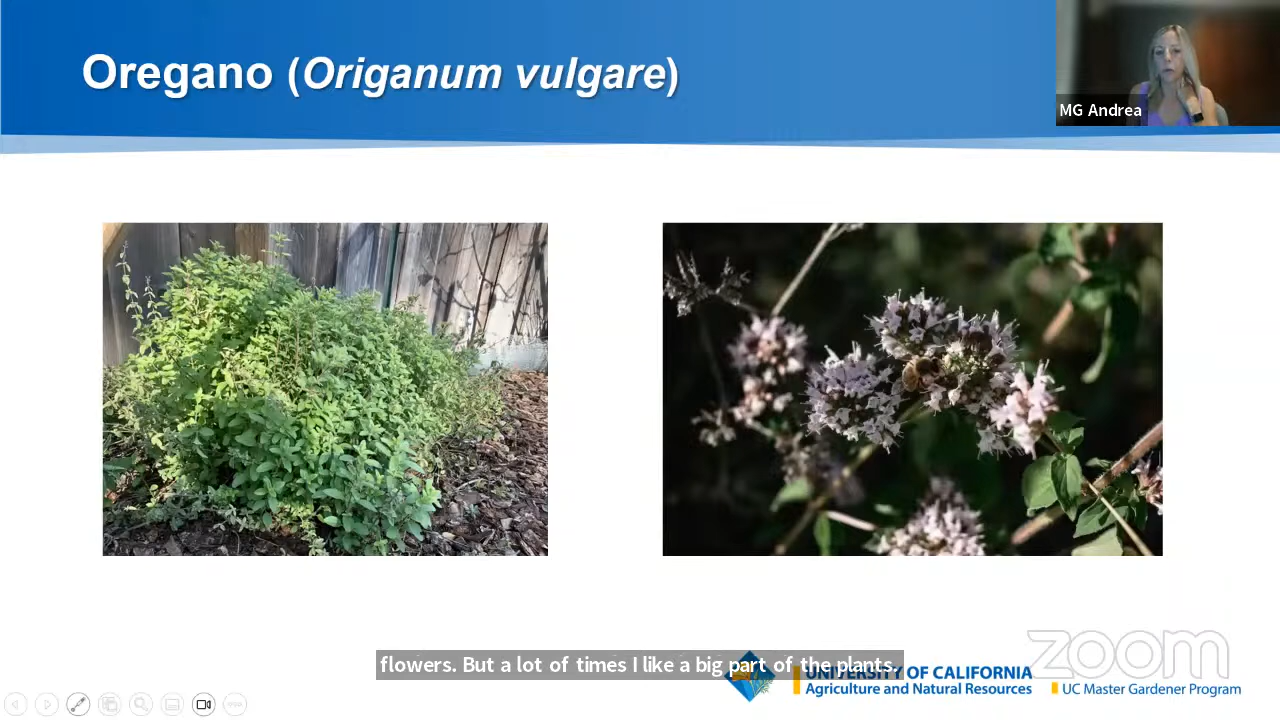 Oregano (Origanum vulgare)
MG Andrea
flowers. But a lot of times I like a big part of the plants.
UNIVERSITY OF CALIFORNIA
Agriculture and Natural Resources
UC Master Gardener Program
zoom